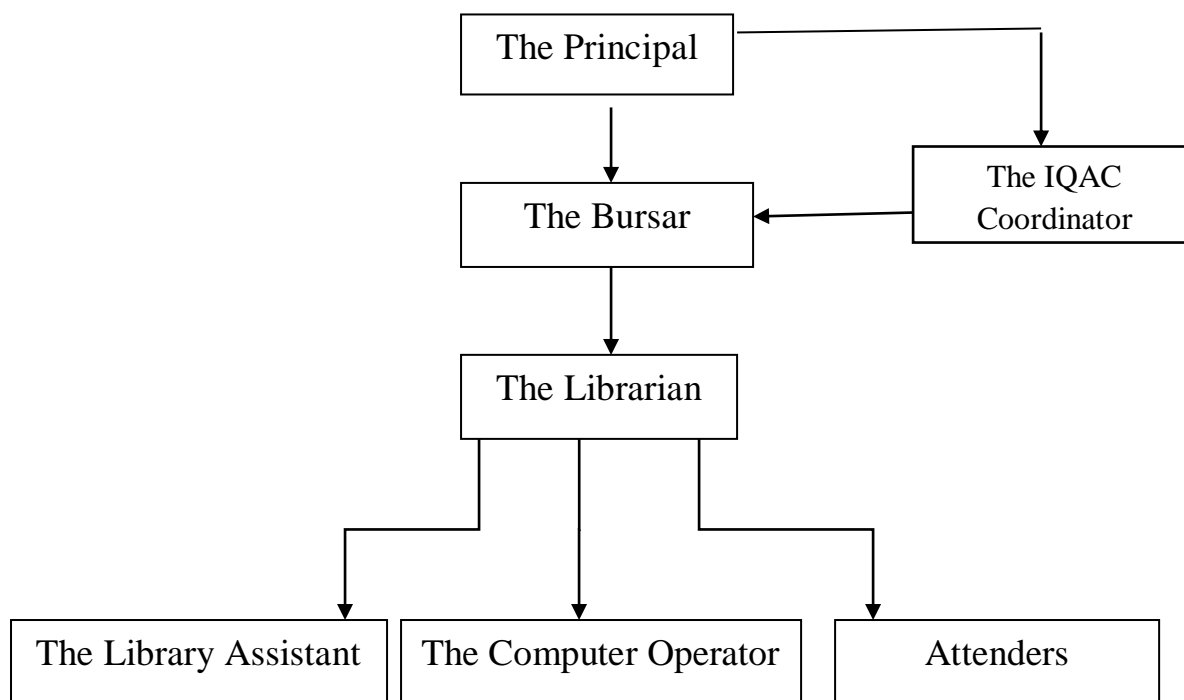 The Principal
The IQAC
Coordinator
The Bursar
The Librarian
The Library Assistant
The Computer Operator
Attenders